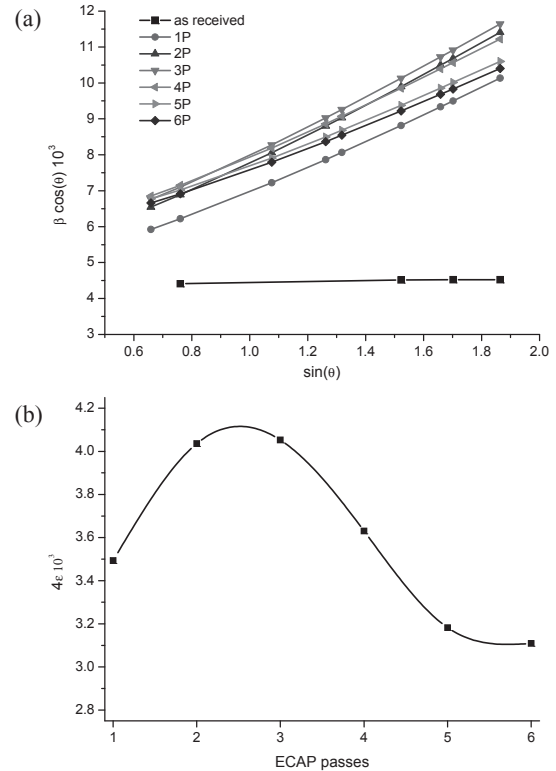 (a)
as received
1P
2P
3P
4P
5P
6P
β cos(θ) 10³
12
11
10
9
8
7
6
5
4
3
0.6 0.8 1.0 1.2 1.4 1.6 1.8 2.0
sin(θ)
(b)
4ε 10³
4.2
4.0
3.8
3.6
3.4
3.2
3.0
2.8
1 2 3 4 5 6
ECAP passes